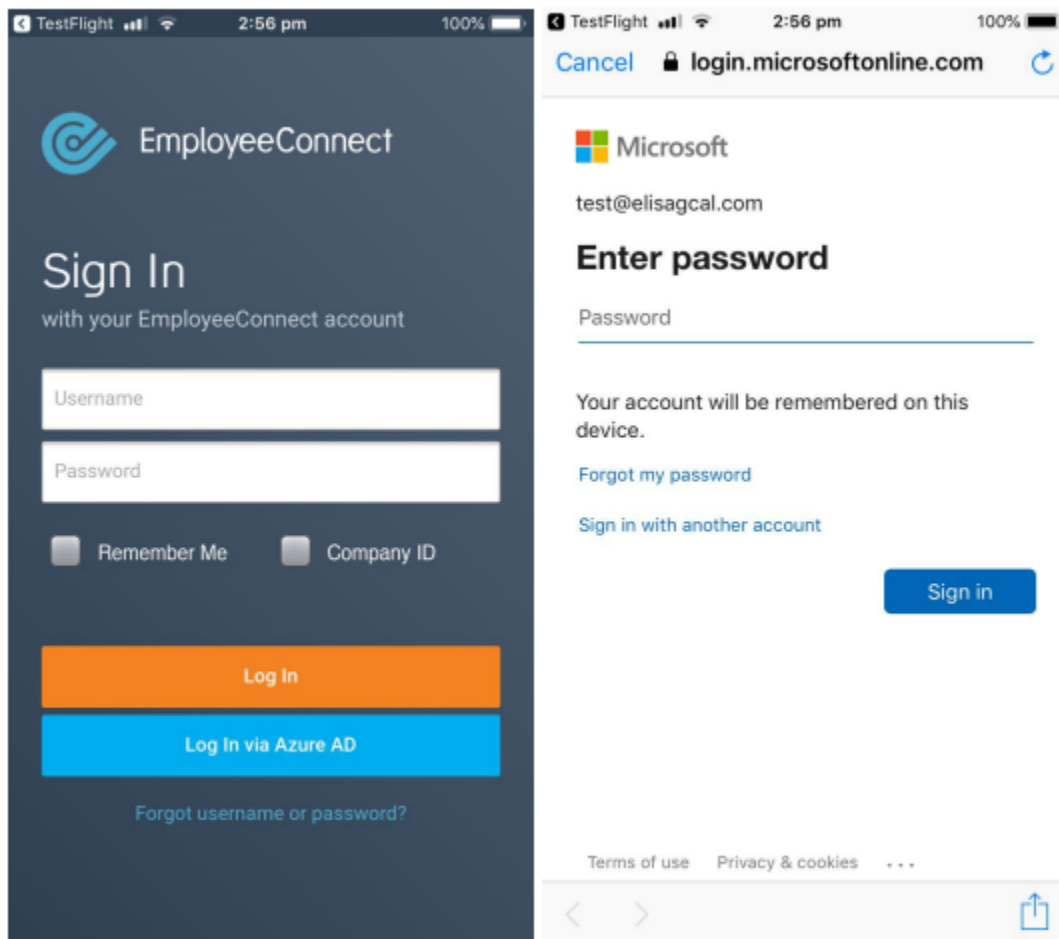 TestFlight 2:56 pm 100%
EmployeeConnect
Sign In
with your EmployeeConnect account
Username
Password
Remember Me Company ID
Log In
Log In via Azure AD
Forgot username or password?
TestFlight 2:56 pm 100%
Cancel login.microsoftonline.com
Microsoft
test@elisagcal.com
Enter password
Password
Your account will be remembered on this
device.
Forgot my password
Sign in with another account
Sign in
Terms of use Privacy & cookies ...